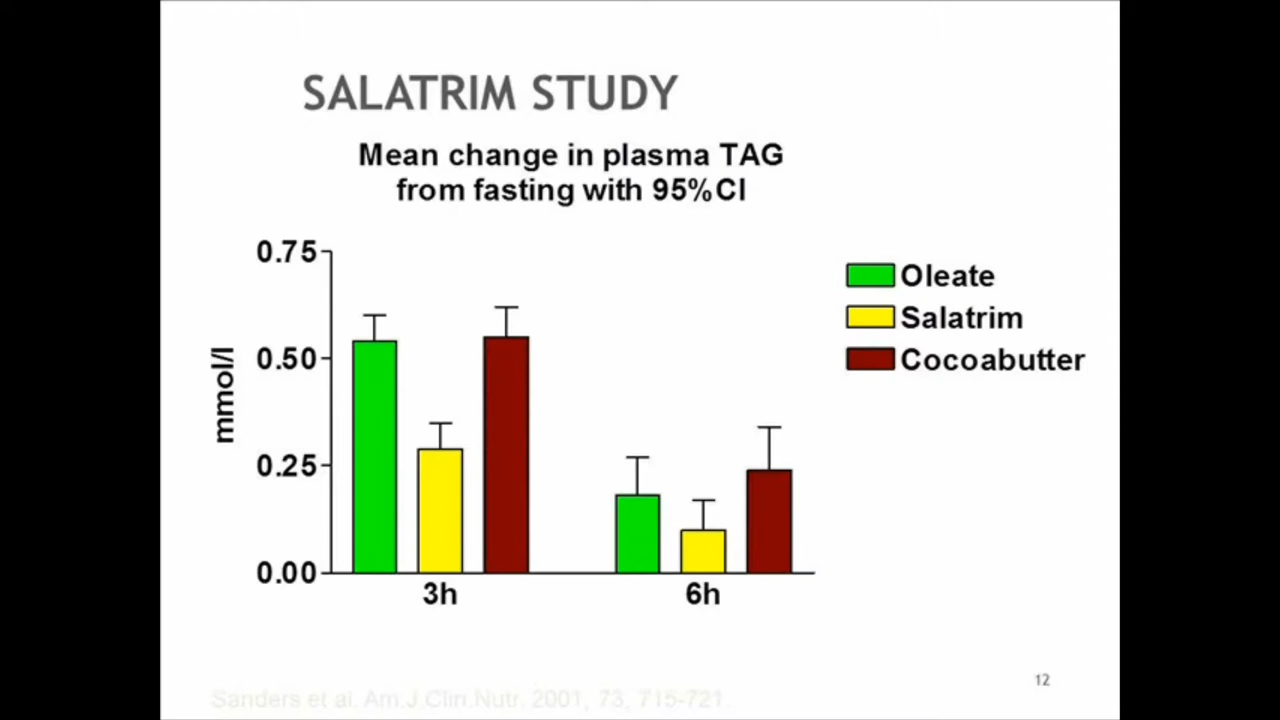 SALATRIM STUDY
Mean change in plasma TAG
from fasting with 95%CI
0.75
0.50
0.25
0.00
mmol/l
3h
6h
Oleate
Salatrim
Cocoabutter
12
Sanders et al. Am.J.Clin.Nutr. 2001, 73, 715-721.